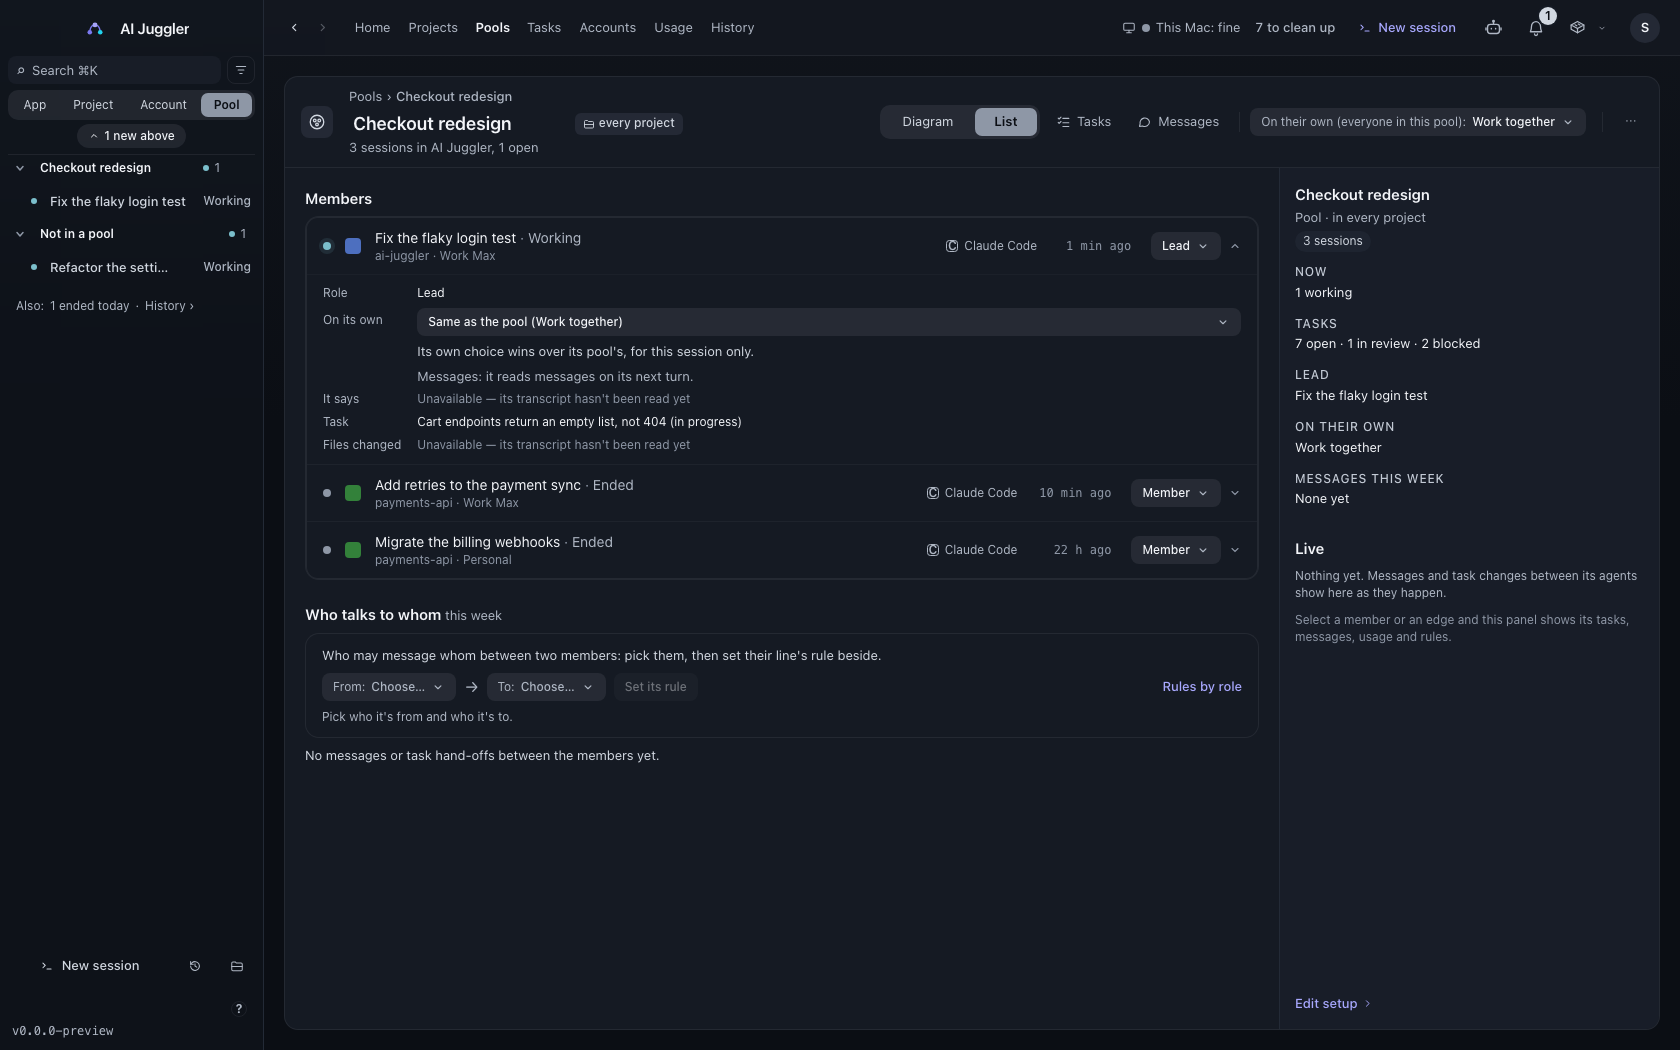 AI Juggler
Search ⌘K
App Project Account Pool
1 new above
Checkout redesign 1
Fix the flaky login test Working
Not in a pool 1
Refactor the setti... Working
Also: 1 ended today · History ›
New session
?
v0.0.0-preview
Home Projects Pools Tasks Accounts Usage History
This Mac: fine 7 to clean up New session 1 S
Pools › Checkout redesign
Checkout redesign every project
3 sessions in AI Juggler, 1 open
Diagram List Tasks Messages On their own (everyone in this pool): Work together ...
Members
Fix the flaky login test · Working
ai-juggler · Work Max
Claude Code 1 min ago Lead
Role Lead
On its own Same as the pool (Work together)
Its own choice wins over its pool's, for this session only.
Messages: it reads messages on its next turn.
It says Unavailable — its transcript hasn't been read yet
Task Cart endpoints return an empty list, not 404 (in progress)
Files changed Unavailable — its transcript hasn't been read yet
Add retries to the payment sync · Ended
payments-api · Work Max
Claude Code 10 min ago Member
Migrate the billing webhooks · Ended
payments-api · Personal
Claude Code 22 h ago Member
Who talks to whom this week
Who may message whom between two members: pick them, then set their line's rule beside.
From: Choose... → To: Choose... Set its rule Rules by role
Pick who it's from and who it's to.
No messages or task hand-offs between the members yet.
Checkout redesign
Pool · in every project
3 sessions
NOW
1 working
TASKS
7 open · 1 in review · 2 blocked
LEAD
Fix the flaky login test
ON THEIR OWN
Work together
MESSAGES THIS WEEK
None yet
Live
Nothing yet. Messages and task changes between its agents
show here as they happen.
Select a member or an edge and this panel shows its tasks,
messages, usage and rules.
Edit setup ›